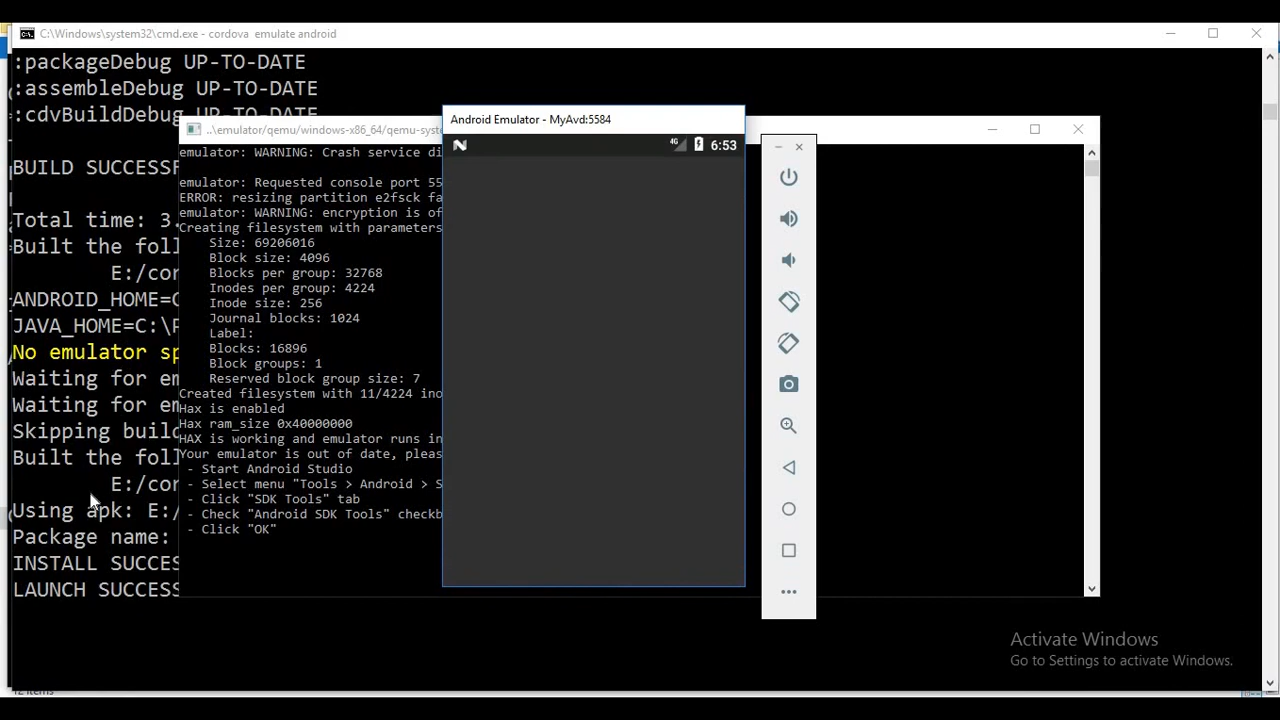 C:\Windows\system32\cmd.exe - cordova  emulate android
:packageDebug UP-TO-DATE
:assembleDebug UP-TO-DATE
:cdvBuildDebug UP-TO-DATE
BUILD SUCCESSF
Total time: 3.
Built the foll
E:/cor
ANDROID_HOME=C
JAVA_HOME=C:\P
No emulator sp
Waiting for em
Waiting for em
Skipping build
Built the foll
E:/cor
Using apk: E:/
Package name:
INSTALL SUCCES
LAUNCH SUCCESS
..\emulator/qemu/windows-x86_64/qemu-syste
emulator: WARNING: Crash service di
emulator: Requested console port 55
ERROR: resizing partition e2fsck fa
emulator: WARNING: encryption is of
Creating filesystem with parameters
Size: 69206016
Block size: 4096
Blocks per group: 32768
Inodes per group: 4224
Inode size: 256
Journal blocks: 1024
Label:
Blocks: 16896
Block groups: 1
Reserved block group size: 7
Created filesystem with 11/4224 ino
Hax is enabled
Hax ram_size 0x40000000
HAX is working and emulator runs in
Your emulator is out of date, pleas
- Start Android Studio
- Select menu "Tools > Android > S
- Click "SDK Tools" tab
- Check "Android SDK Tools" checkb
- Click "OK"
Android Emulator - MyAvd:5584
4G 6:53
Activate Windows
Go to Settings to activate Windows.